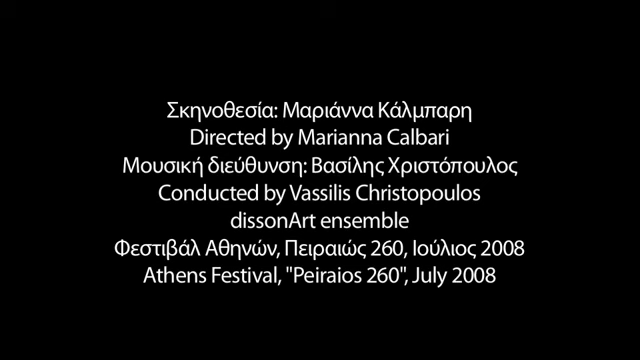 Σκηνοθεσία: Μαριάννα Κάλμπαρη
Directed by Marianna Calbari
Μουσική διεύθυνση: Βασίλης Χριστόπουλος
Conducted by Vassilis Christopoulos
dissonArt ensemble
Φεστιβάλ Αθηνών, Πειραιώς 260, Ιούλιος 2008
Athens Festival, "Peiraios 260", July 2008